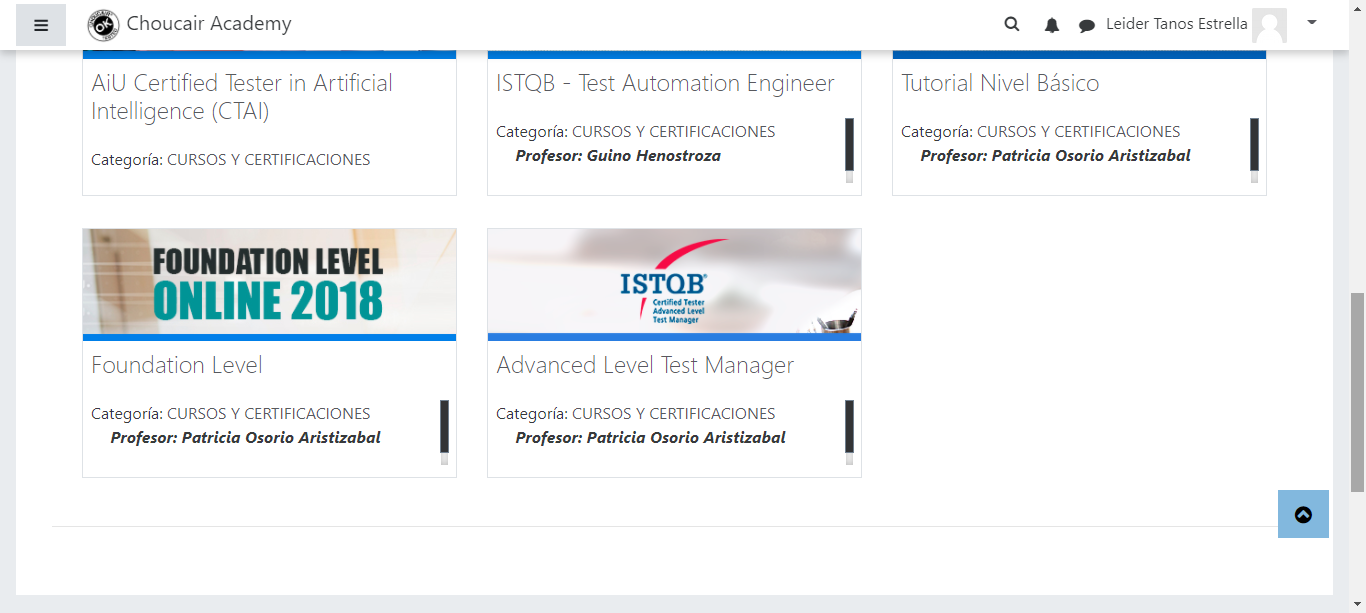 Choucair Academy
Leider Tanos Estrella
AiU Certified Tester in Artificial
Intelligence (CTAI)
Categoría: CURSOS Y CERTIFICACIONES
ISTQB - Test Automation Engineer
Categoría: CURSOS Y CERTIFICACIONES
Profesor: Guino Henostroza
Tutorial Nivel Básico
Categoría: CURSOS Y CERTIFICACIONES
Profesor: Patricia Osorio Aristizabal
FOUNDATION LEVEL
ONLINE 2018
Foundation Level
Categoría: CURSOS Y CERTIFICACIONES
Profesor: Patricia Osorio Aristizabal
ISTQB®
Certified Tester
Advanced Level
Test Manager
Advanced Level Test Manager
Categoría: CURSOS Y CERTIFICACIONES
Profesor: Patricia Osorio Aristizabal